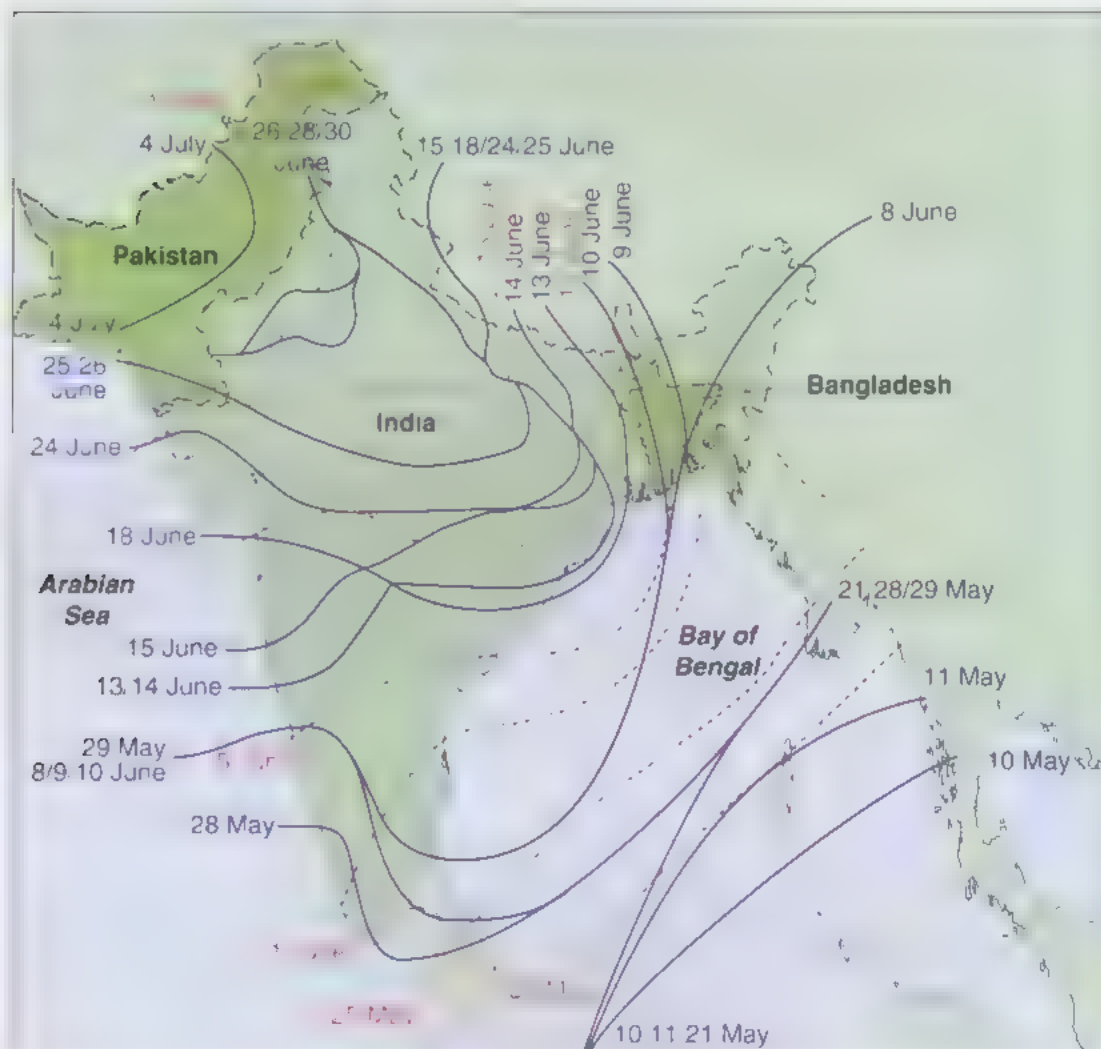 4 July
26 28/30
June
15 18/24/25 June
14 June
13 June
10 June
9 June
8 June
Pakistan
4 July
25 26
June
Bangladesh
India
24 June
18 June
Arabian
Sea
21, 28/29 May
Bay of
Bengal
15 June
13/14 June
11 May
29 May
8/9/10 June
10 May
28 May
10 11 21 May